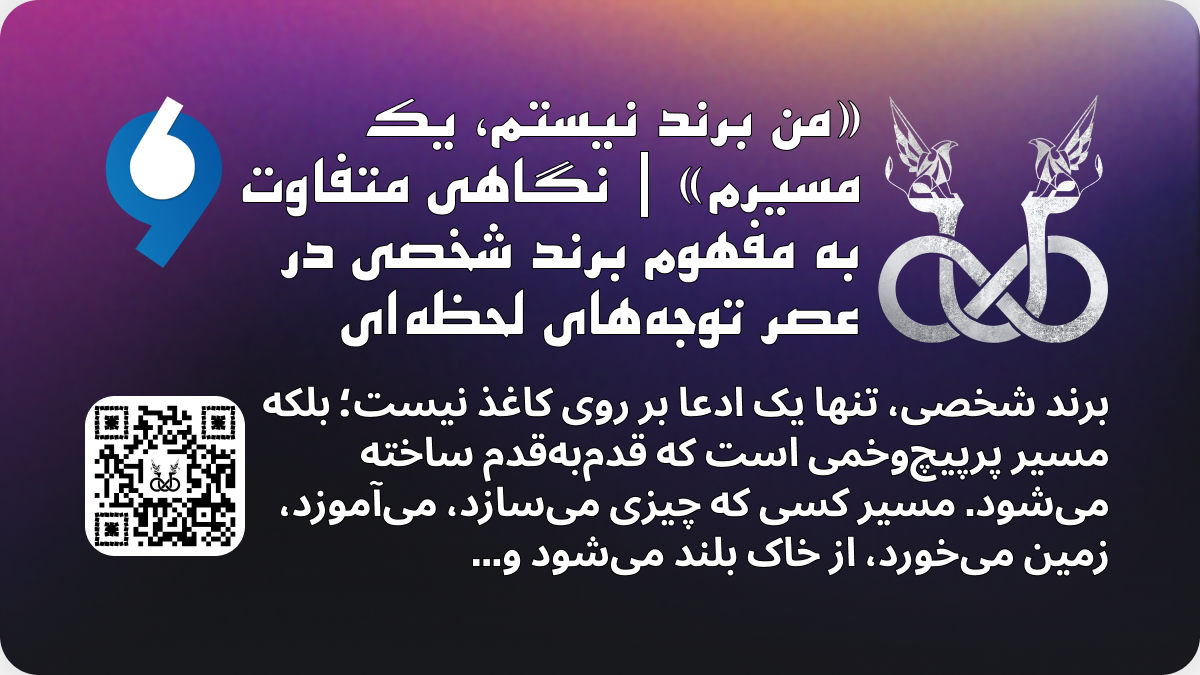 «من برند نیستم، یک
مسیرم» | نگاهی متفاوت
به مفهوم برند شخصی در
عصر توجه‌های لحظه‌ای
برند شخصی، تنها یک ادعا بر روی کاغذ نیست؛ بلکه
مسیر پرپیچ‌وخمی است که قدم‌به‌قدم ساخته
می‌شود. مسیر کسی که چیزی می‌سازد، می‌آموزد،
زمین می‌خورد، از خاک بلند می‌شود و...